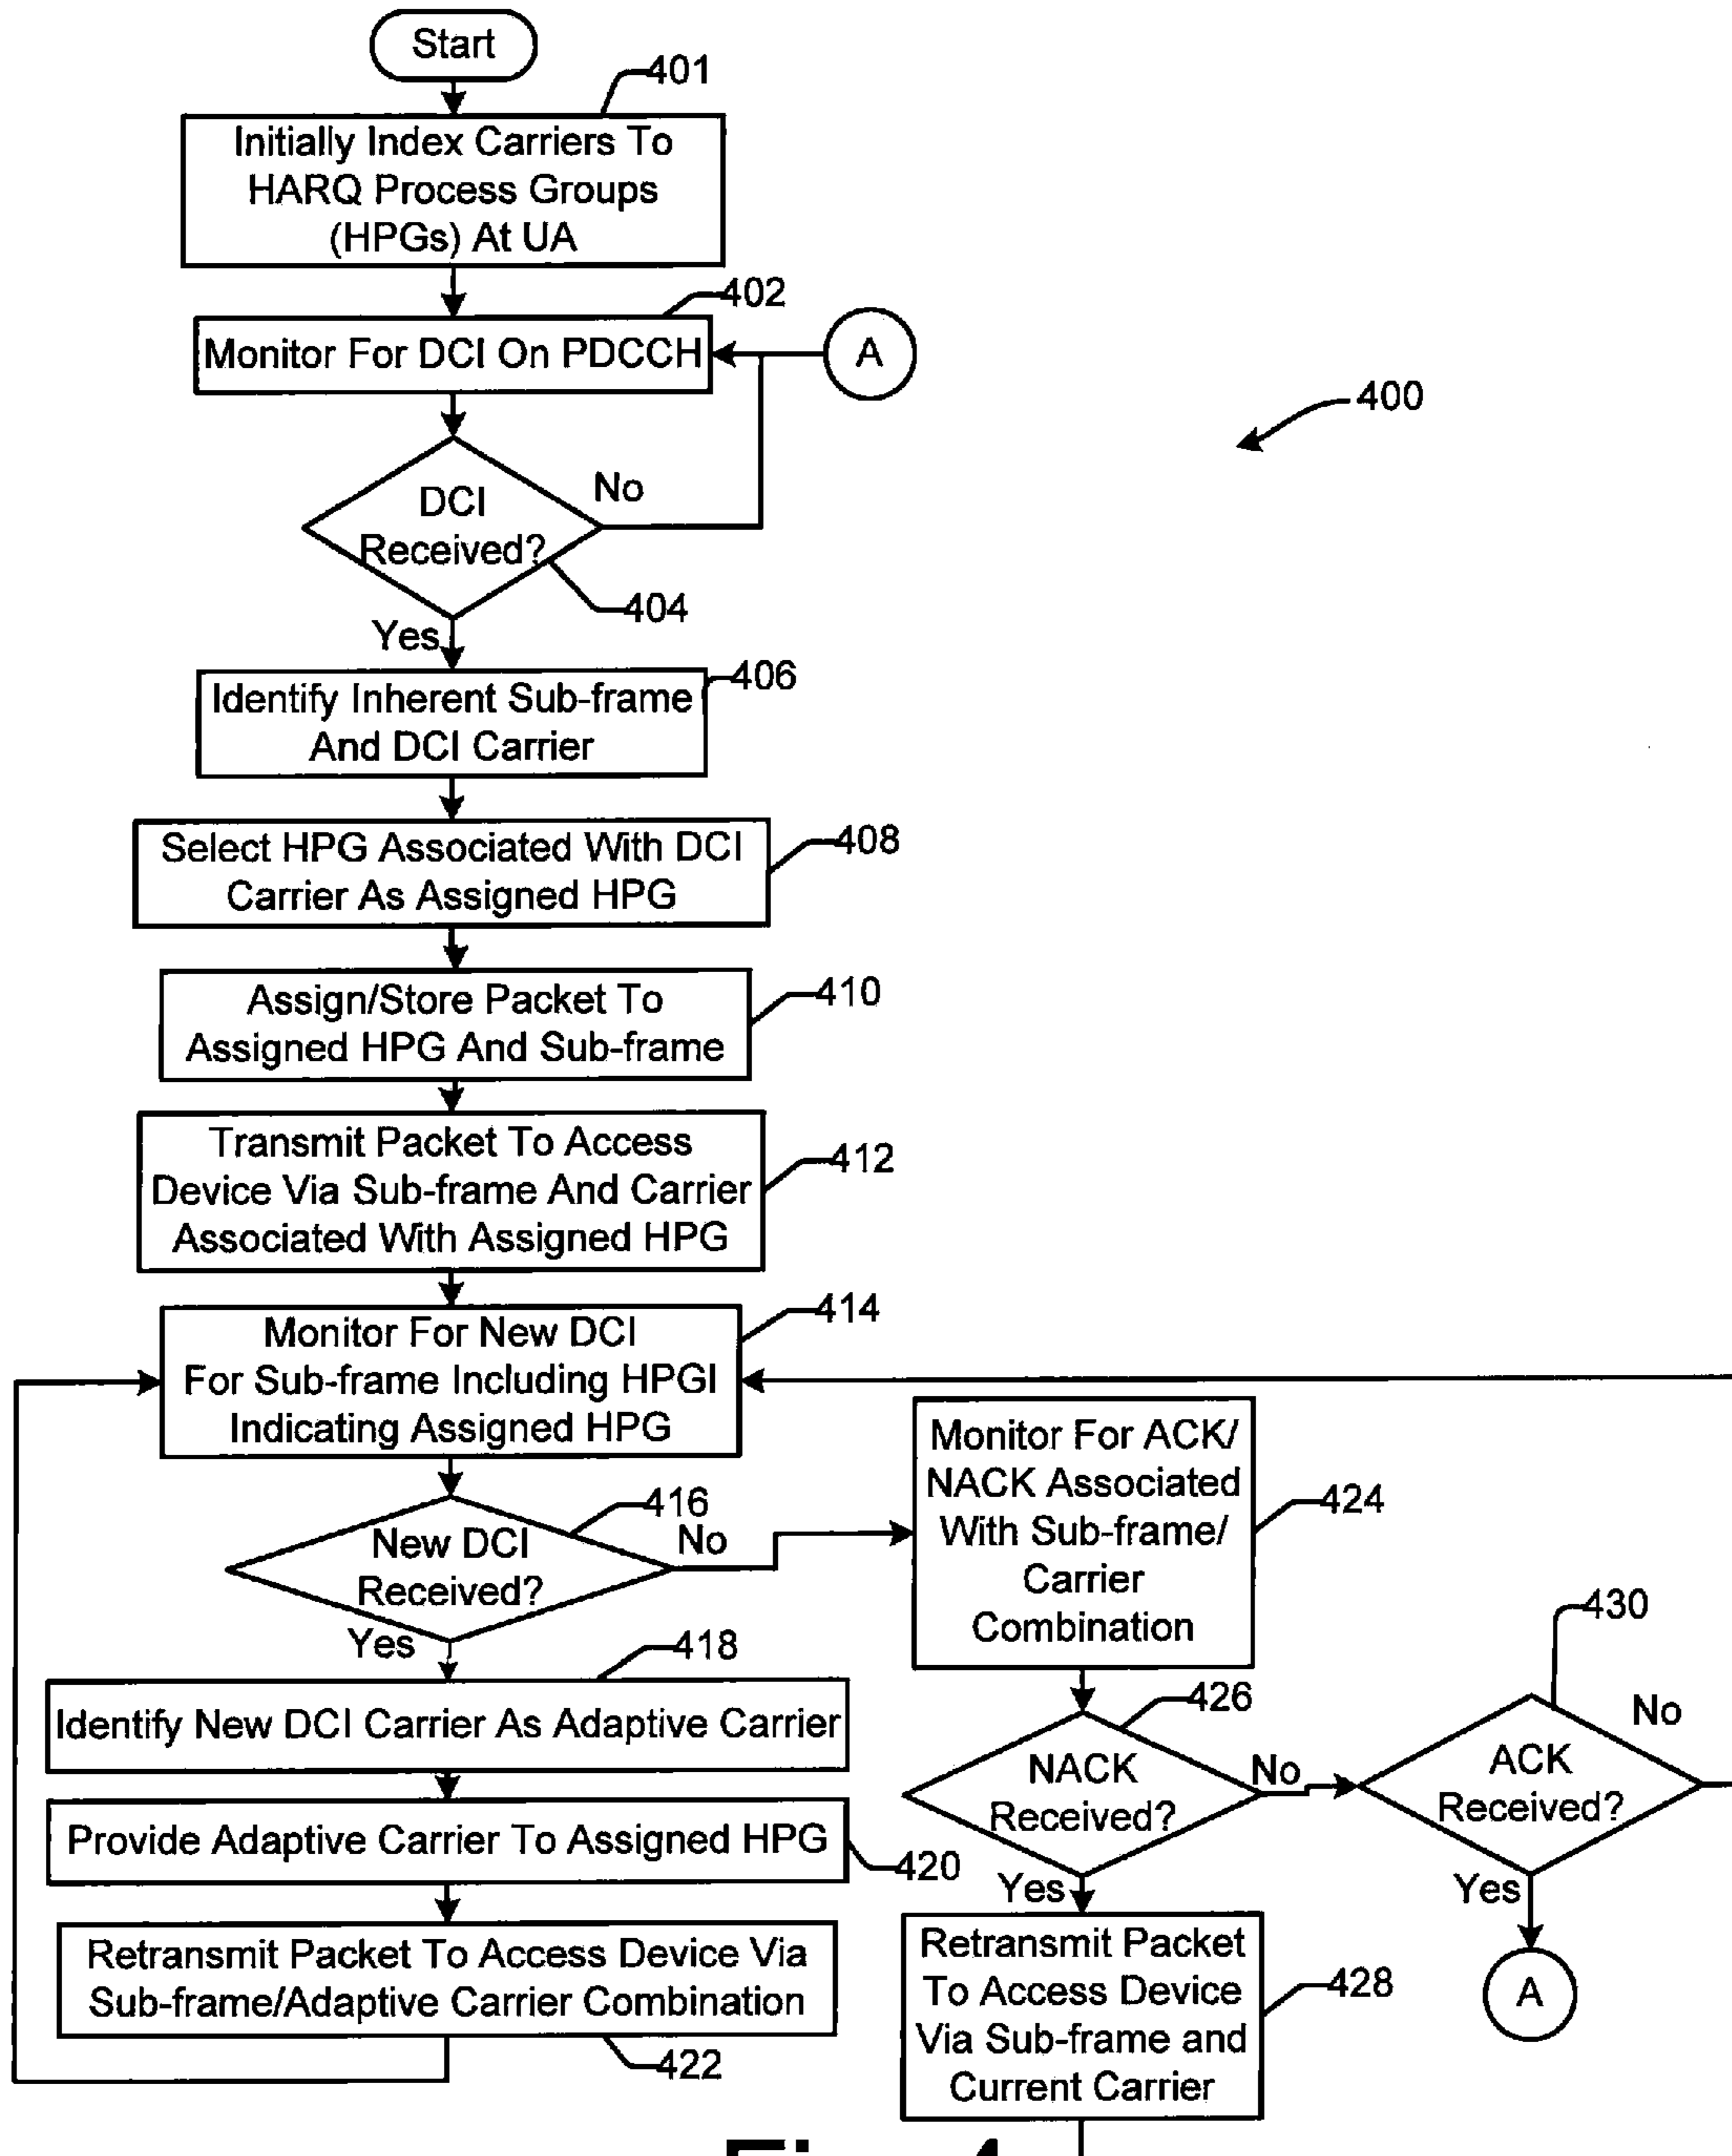 Start
401
Initially Index Carriers To
HARQ Process Groups
(HPGs) At UA
402
Monitor For DCI On PDCCH
A
400
DCI
Received?
No
404
Yes
406
Identify Inherent Sub-frame
And DCI Carrier
408
Select HPG Associated With DCI
Carrier As Assigned HPG
410
Assign/Store Packet To
Assigned HPG And Sub-frame
412
Transmit Packet To Access
Device Via Sub-frame And Carrier
Associated With Assigned HPG
414
Monitor For New DCI
For Sub-frame Including HPGI
Indicating Assigned HPG
416
New DCI
Received?
No
Yes
418
Identify New DCI Carrier As Adaptive Carrier
Provide Adaptive Carrier To Assigned HPG
420
Retransmit Packet To Access Device Via
Sub-frame/Adaptive Carrier Combination
422
Monitor For ACK/
NACK Associated
With Sub-frame/
Carrier
Combination
424
426
NACK
Received?
No
Yes
Retransmit Packet
To Access Device
Via Sub-frame and
Current Carrier
428
430
ACK
Received?
No
Yes
A